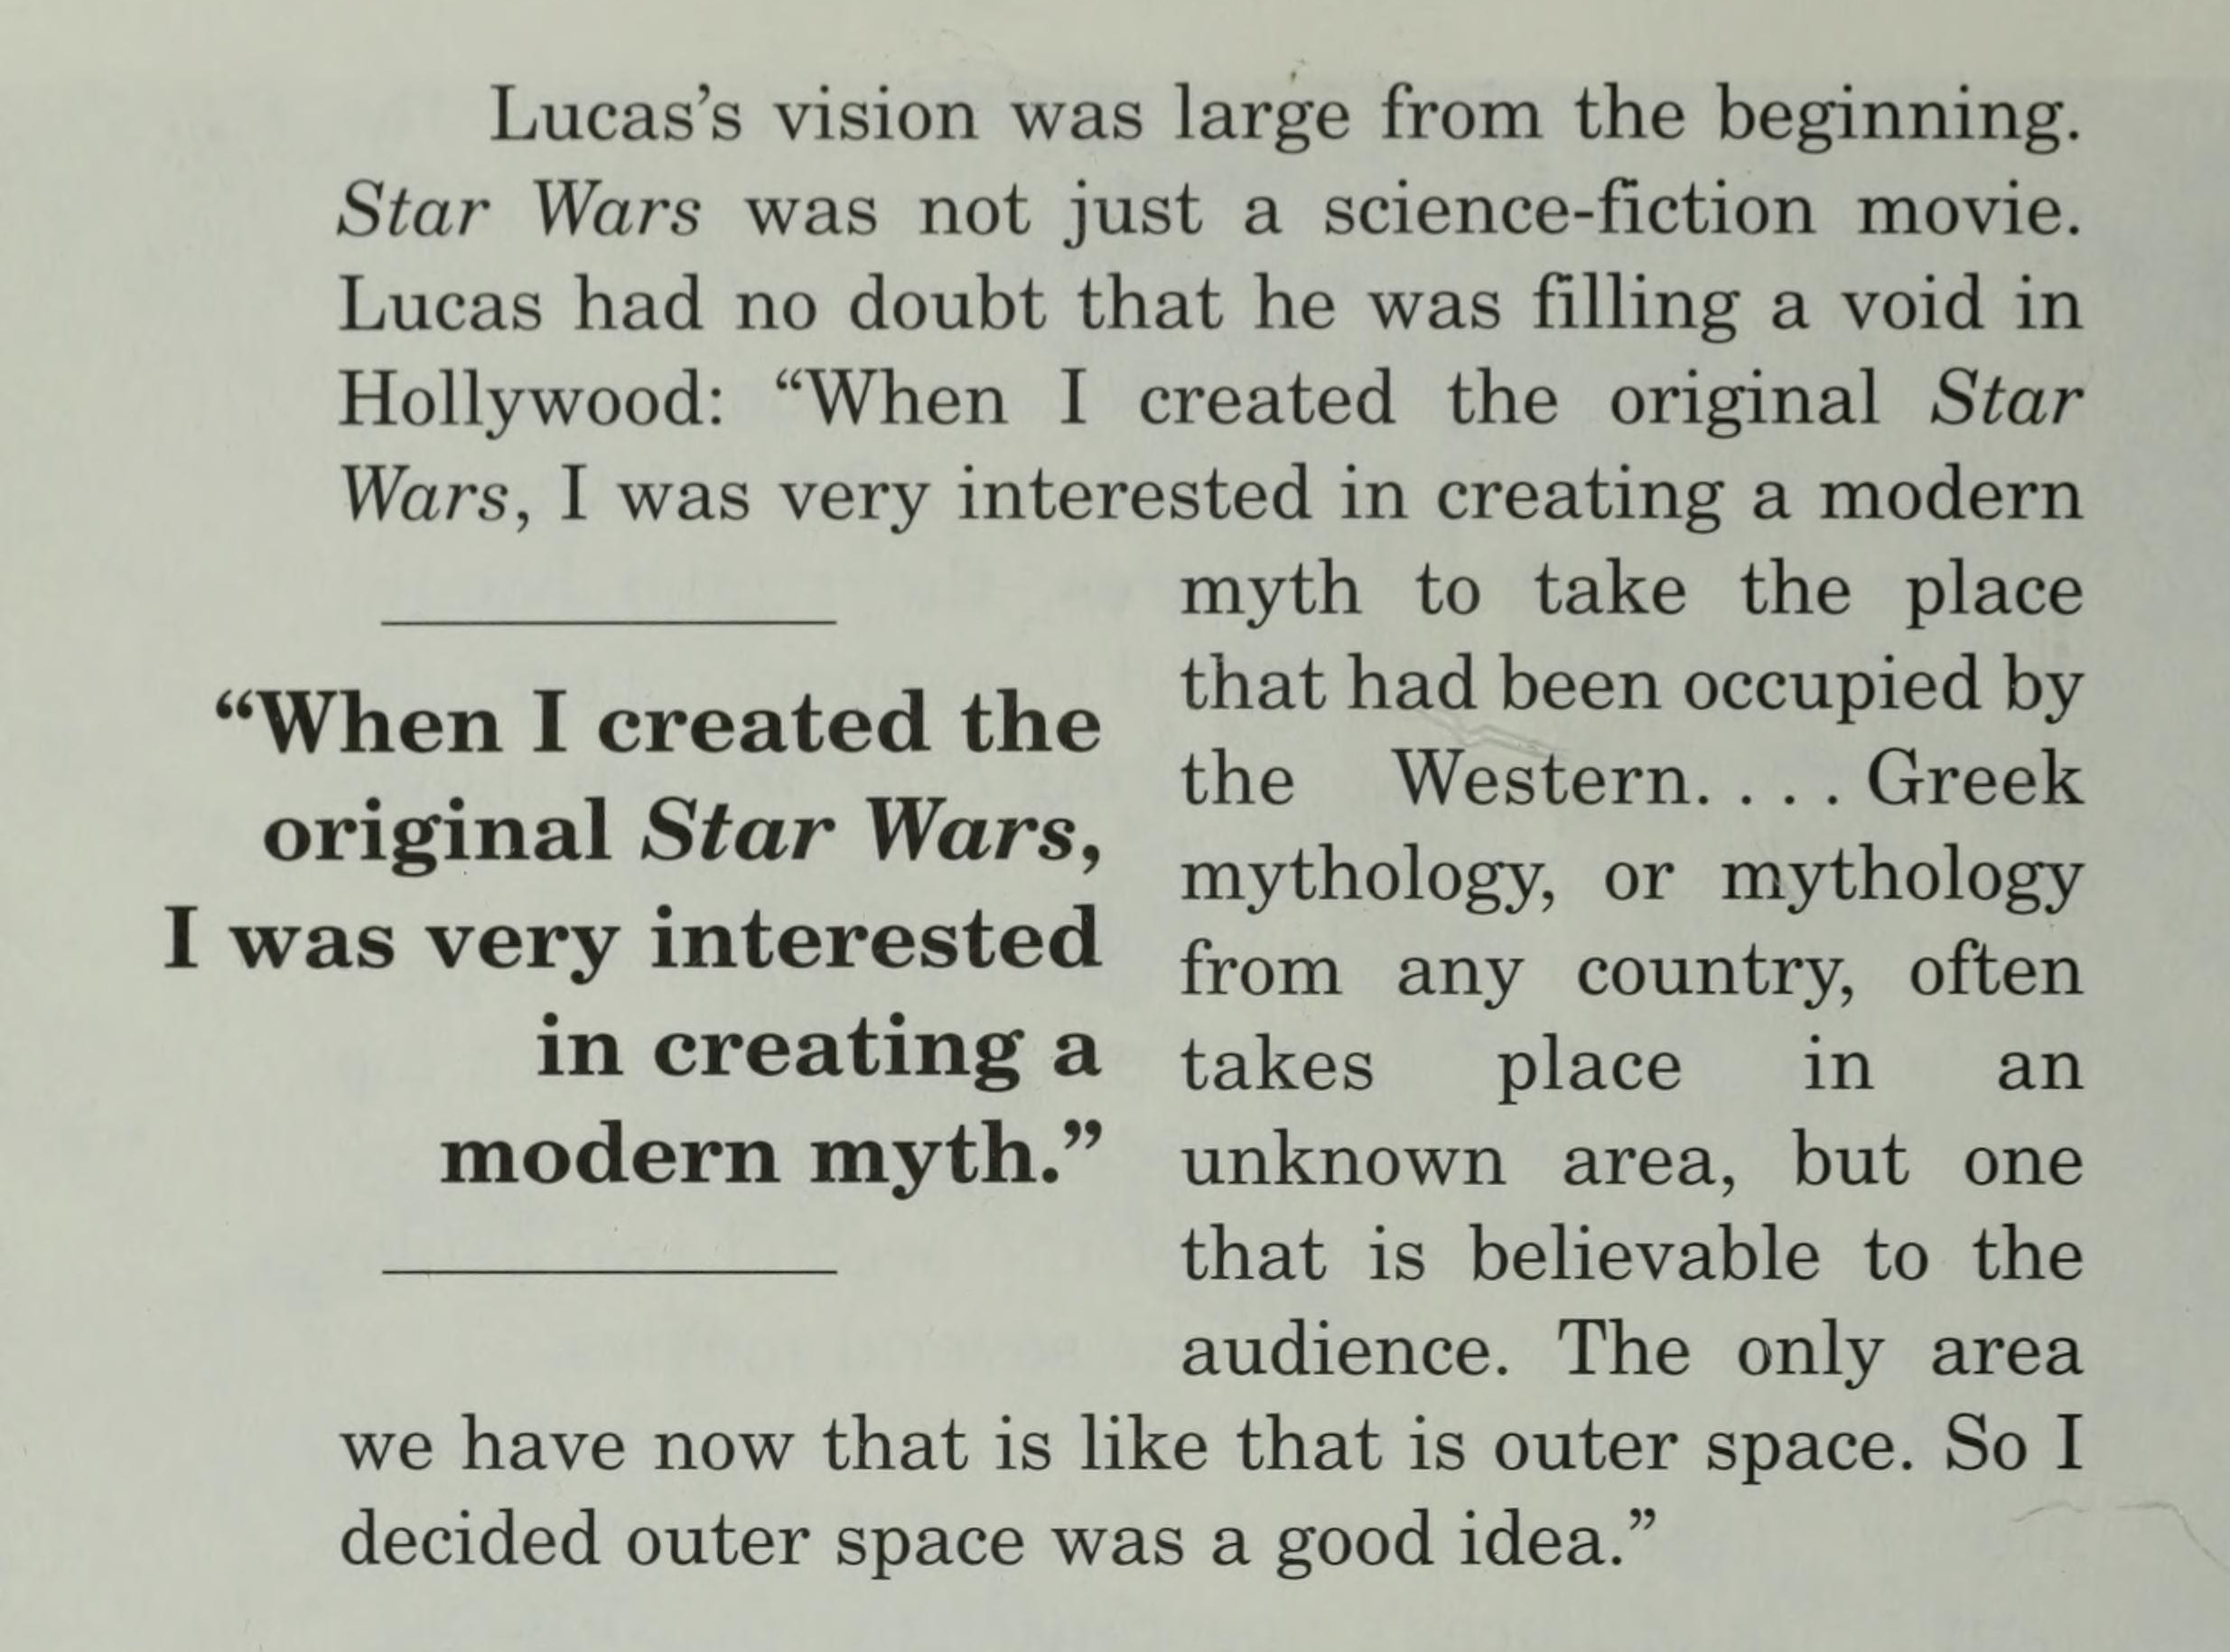 Lucas’s vision was large from the beginning.
Star Wars was not just a science-fiction movie.
Lucas had no doubt that he was filling a void in
Hollywood: “When I created the original Star
Wars, I was very interested in creating a modern
myth to take the place
that had been occupied by
the Western. . . . Greek
mythology, or mythology
from any country, often
takes place in an
unknown area, but one
that is believable to the
audience. The only area
we have now that is like that is outer space. So I
decided outer space was a good idea.”
“When I created the
original Star Wars,
I was very interested
in creating a
modern myth.”